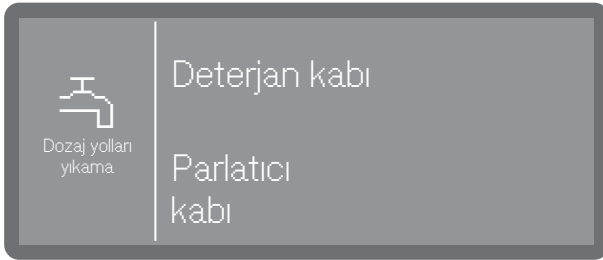 Dozaj yolları
yıkama
Deterjan kabı
Parlatıcı
kabı